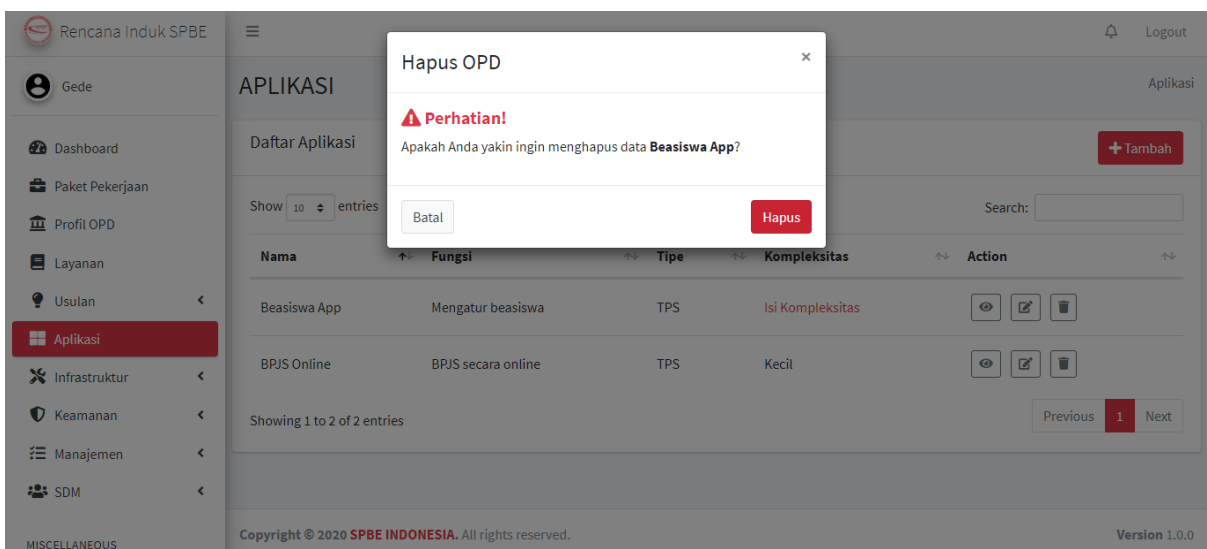 Rencana Induk SPBE
Logout
Gede
APLIKASI
Aplikasi
Hapus OPD
×
Perhatian!
Apakah Anda yakin ingin menghapus data Beasiswa App?
Batal
Hapus
Dashboard
Paket Pekerjaan
Profil OPD
Layanan
Usulan
Aplikasi
Infrastruktur
Keamanan
Manajemen
SDM
MISCELLANEOUS
Daftar Aplikasi
Tambah
Show 10 entries
Search:
Nama Fungsi Tipe Kompleksitas Action
Beasiswa App Mengatur beasiswa TPS Isi Kompleksitas
BPJS Online BPJS secara online TPS Kecil
Showing 1 to 2 of 2 entries
Previous 1 Next
Copyright © 2020 SPBE INDONESIA. All rights reserved.
Version 1.0.0